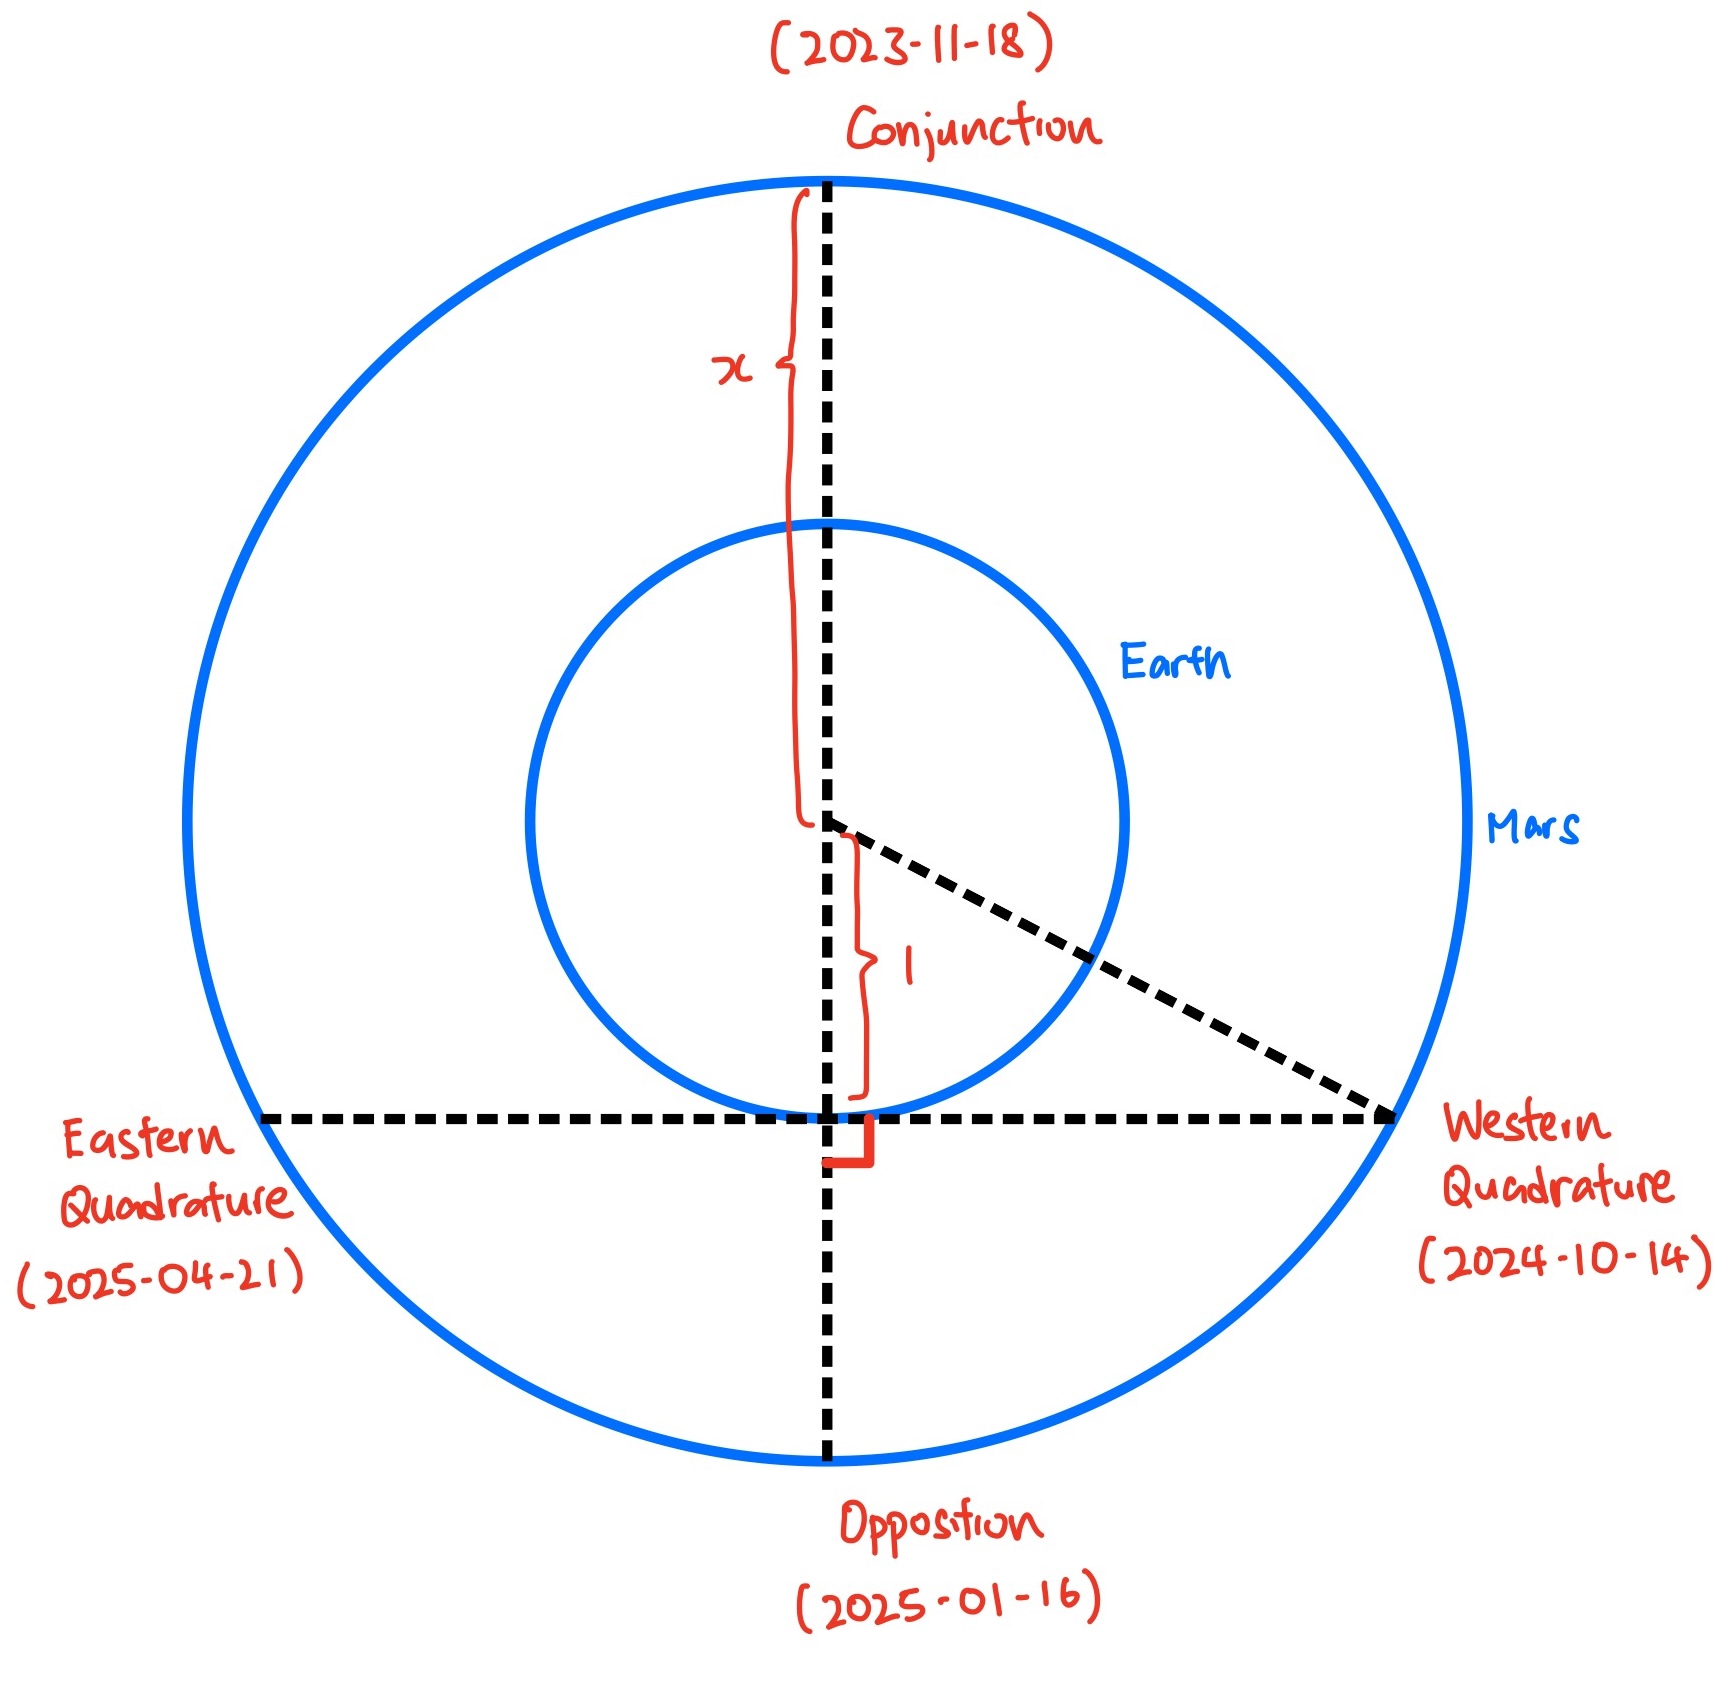 (2023-11-18)
Conjunction
x
Earth
Mars
1
Eastern
Quadrature
(2025-04-21)
Western
Quadrature
(2024-10-14)
Opposition
(2025-01-16)